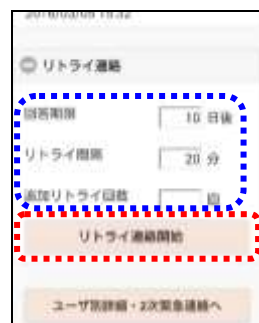 リトライ連絡
回答期限 10 日後
リトライ間隔 20 分
追加リトライ回数 回
リトライ連絡開始
ユーザ別詳細・2次緊急連絡へ